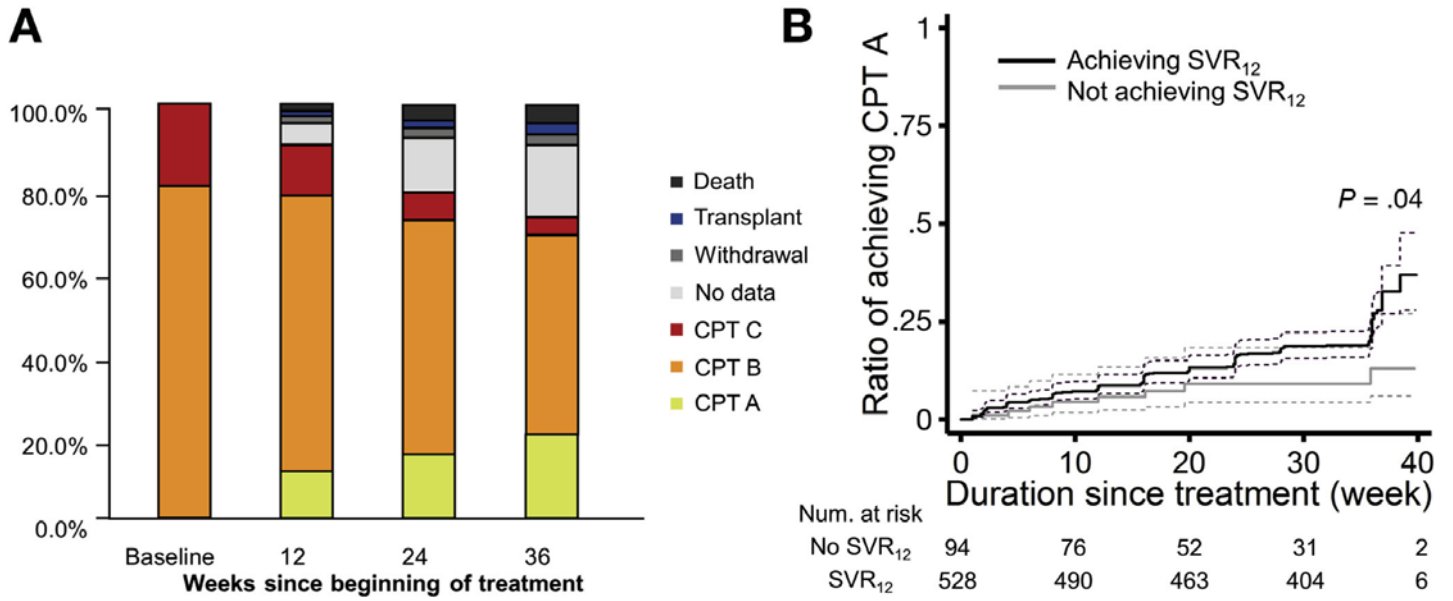 A
100.0%
80.0%
60.0%
40.0%
20.0%
0.0%
Baseline 12 24 36
Weeks since beginning of treatment
Death
Transplant
Withdrawal
No data
CPT C
CPT B
CPT A
B
Ratio of achieving CPT A
1
.75
.5
.25
0
Achieving SVR12
Not achieving SVR12
P = .04
0 10 20 30 40
Duration since treatment (week)
Num. at risk
No SVR12 94 76 52 31 2
SVR12 528 490 463 404 6